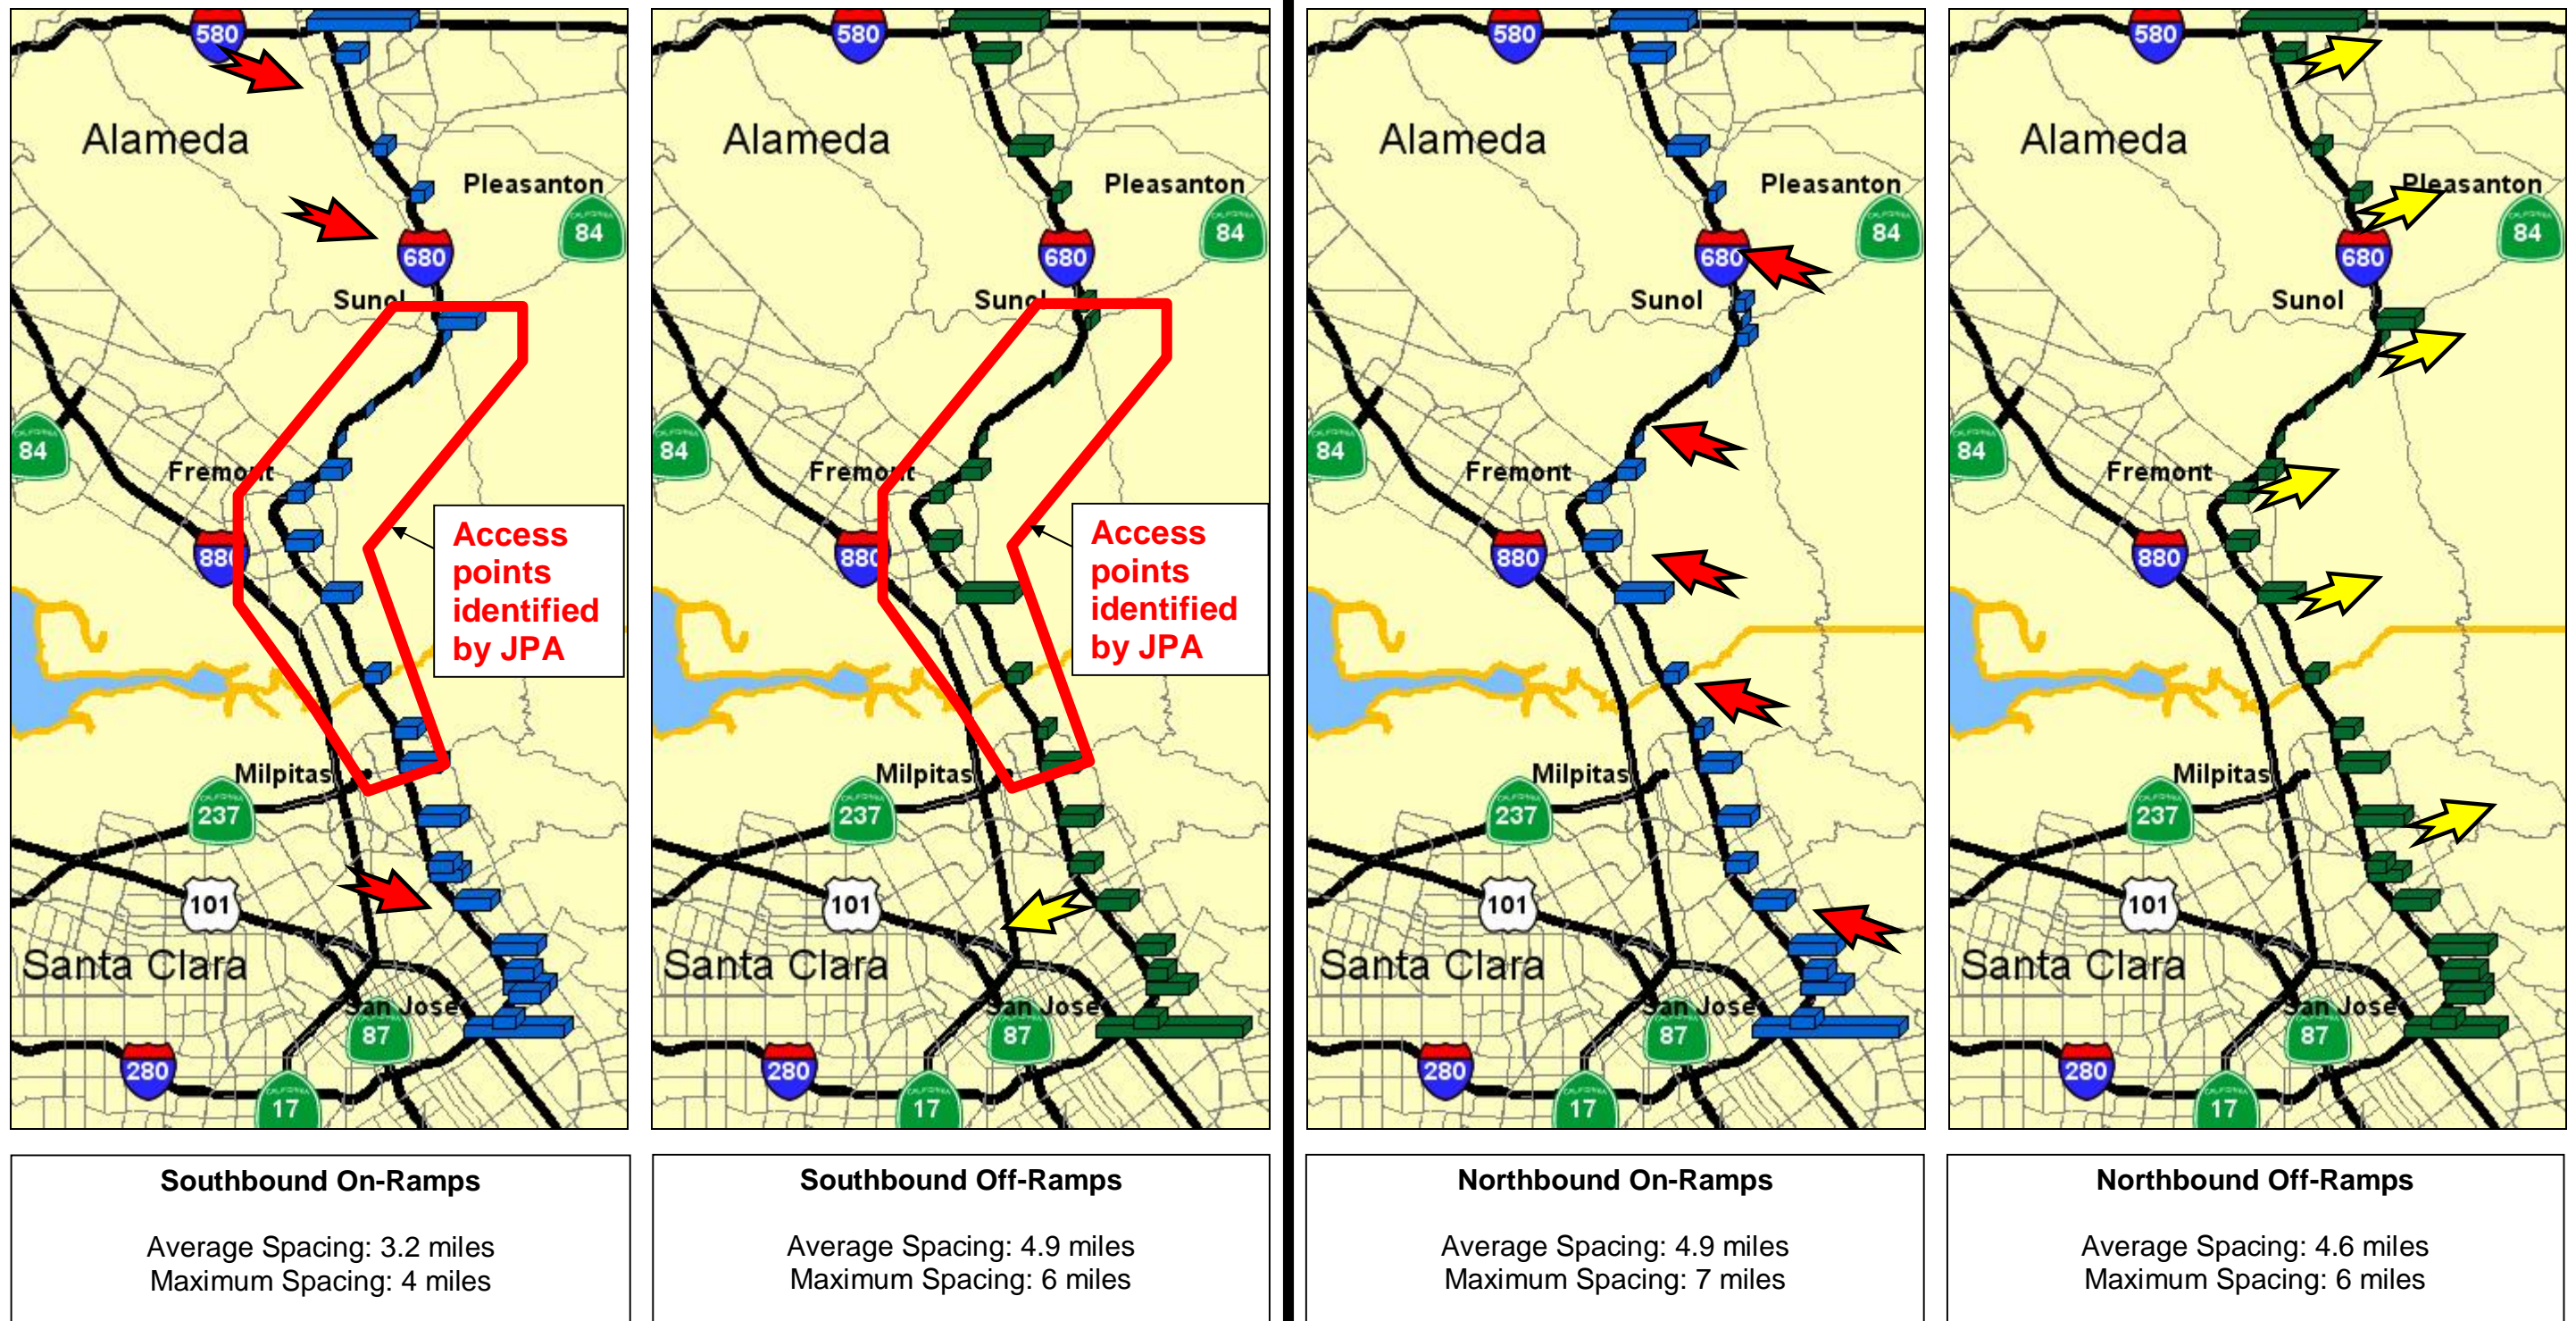 580
Alameda
Pleasanton
84
680
Sunol
84
Fremont
880
Access
points
identified
by JPA
Milpitas
237
101
Santa Clara
San Jose
87
280
17
Southbound On-Ramps
Average Spacing: 3.2 miles
Maximum Spacing: 4 miles
580
Alameda
Pleasanton
84
680
Sunol
84
Fremont
880
Access
points
identified
by JPA
Milpitas
237
101
Santa Clara
San Jose
87
280
17
Southbound Off-Ramps
Average Spacing: 4.9 miles
Maximum Spacing: 6 miles
580
Alameda
Pleasanton
84
680
Sunol
84
Fremont
880
Milpitas
237
101
Santa Clara
San Jose
87
280
17
Northbound On-Ramps
Average Spacing: 4.9 miles
Maximum Spacing: 7 miles
580
Alameda
Pleasanton
84
680
Sunol
84
Fremont
880
Milpitas
237
101
Santa Clara
San Jose
87
280
17
Northbound Off-Ramps
Average Spacing: 4.6 miles
Maximum Spacing: 6 miles